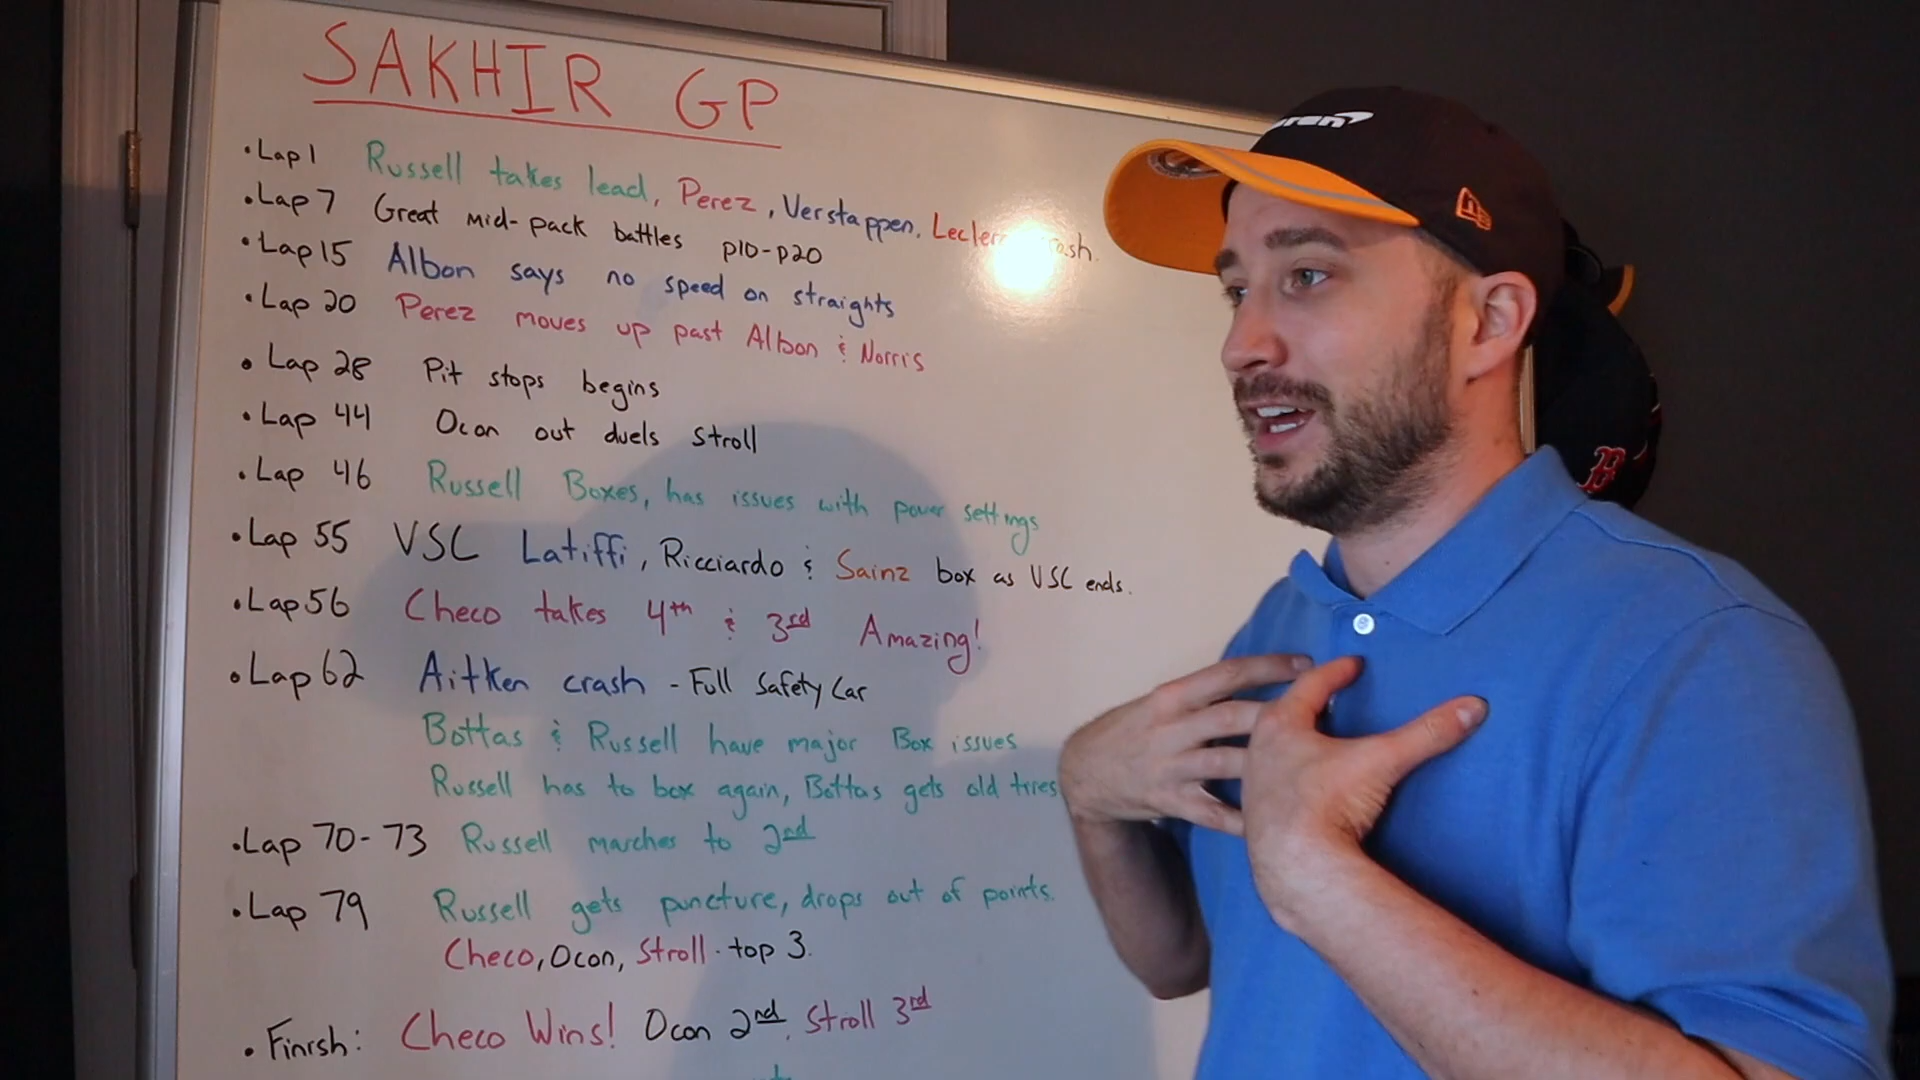 SAKHIR GP
• Lap 1 Russell takes lead, Perez, Verstappen, Leclerc
• Lap 7 Great mid-pack battles p10-p20
• Lap 15 Albon says no speed on straights
• Lap 20 Perez moves up past Albon & Norris
• Lap 28 Pit stops begins
• Lap 44 Ocon out duels Stroll
• Lap 46 Russell Boxes, has issues with power settings
• Lap 55 VSC Latiffi, Ricciardo & Sainz box as VSC ends.
• Lap 56 Checo takes 4th & 3rd Amazing!
• Lap 62 Aitken crash - Full Safety Car
Bottas & Russell have major Box issues
Russell has to box again, Bottas gets old tires
• Lap 70-73 Russell marches to 2nd
• Lap 79 Russell gets puncture, drops out of points.
Checo, Ocon, Stroll - top 3.
• Finish: Checo Wins! Ocon 2nd, Stroll 3rd
B